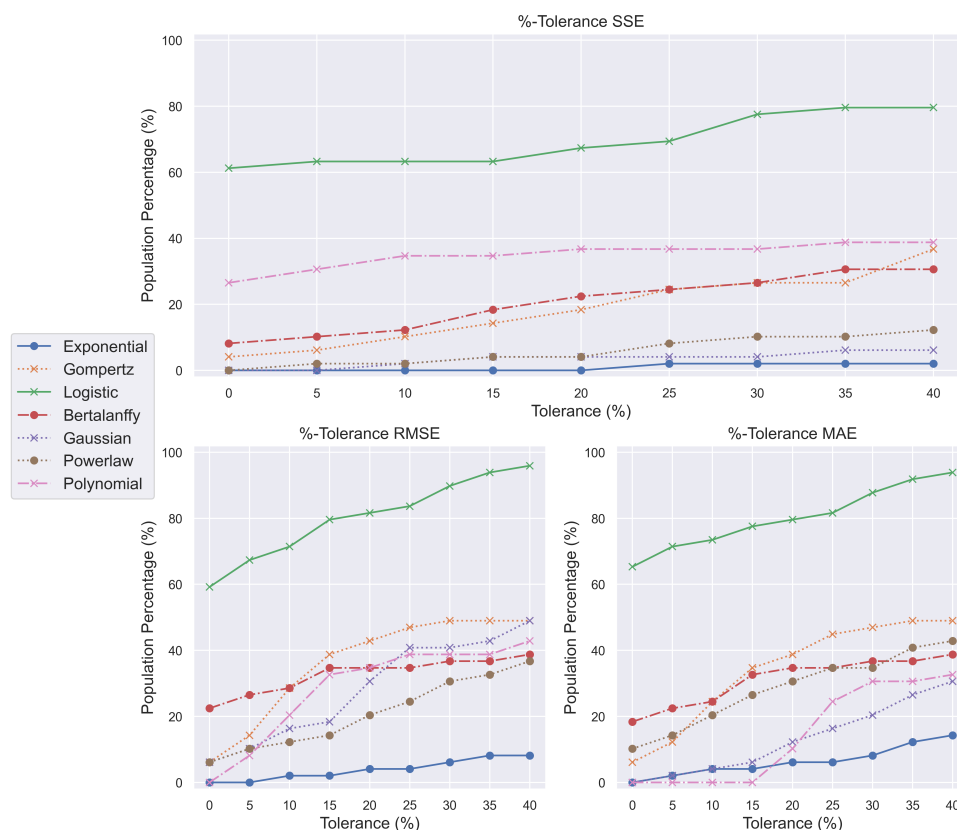 %-Tolerance SSE
100
80
60
40
20
0
Population Percentage (%)
0 5 10 15 20 25 30 35 40
Tolerance (%)
Exponential
Gompertz
Logistic
Bertalanffy
Gaussian
Powerlaw
Polynomial
%-Tolerance RMSE
100
80
60
40
20
0
Population Percentage (%)
0 5 10 15 20 25 30 35 40
Tolerance (%)
%-Tolerance MAE
100
80
60
40
20
0
Population Percentage (%)
0 5 10 15 20 25 30 35 40
Tolerance (%)